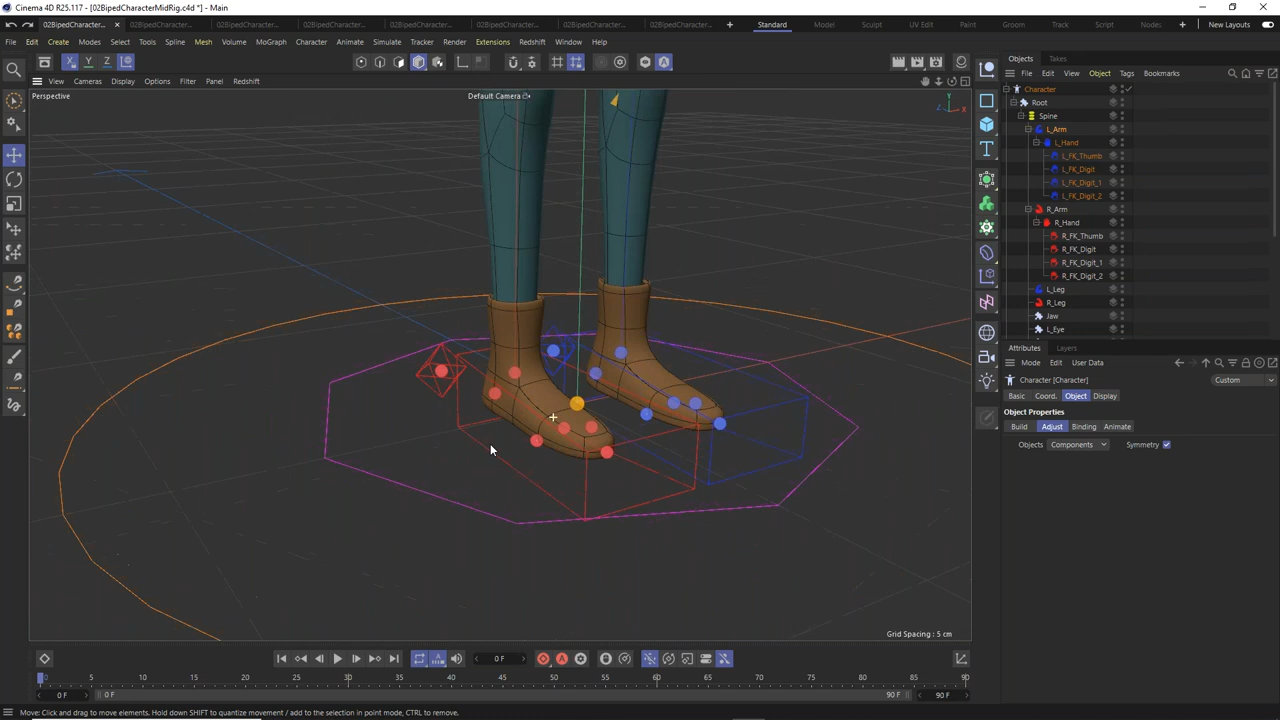 Cinema 4D R25.117 - [02BipedCharacterMidRig.c4d *] - Main
02BipedCharacter... 02BipedCharacter... 02BipedCharacter... 02BipedCharacter... 02BipedCharacter... 02BipedCharacter... 02BipedCharacter... Standard Model Sculpt UV Edit Paint Groom Track Script Nodes New Layouts
File Edit Create Modes Select Tools Spline Mesh Volume MoGraph Character Animate Simulate Tracker Render Extensions Redshift Window Help
X Y Z
Objects Takes
File Edit View Object Tags Bookmarks
View Cameras Display Options Filter Panel Redshift
Perspective
Default Camera
Y
X
Character
Root
Spine
L_Arm
L_Hand
L_FK_Thumb
L_FK_Digit
L_FK_Digit_1
L_FK_Digit_2
R_Arm
R_Hand
R_FK_Thumb
R_FK_Digit
R_FK_Digit_1
R_FK_Digit_2
L_Leg
R_Leg
Jaw
L_Eye
Attributes Layers
Mode Edit User Data
Character [Character]
Custom
Basic Coord. Object Display
Object Properties
Build Adjust Binding Animate
Objects Components Symmetry
Grid Spacing : 5 cm
0 F
0 5 10 15 20 25 30 35 40 45 50 55 60 65 70 75 80 85 90
0 F 0 F 90 F 90 F
Move: Click and drag to move elements. Hold down SHIFT to quantize movement / add to the selection in point mode, CTRL to remove.